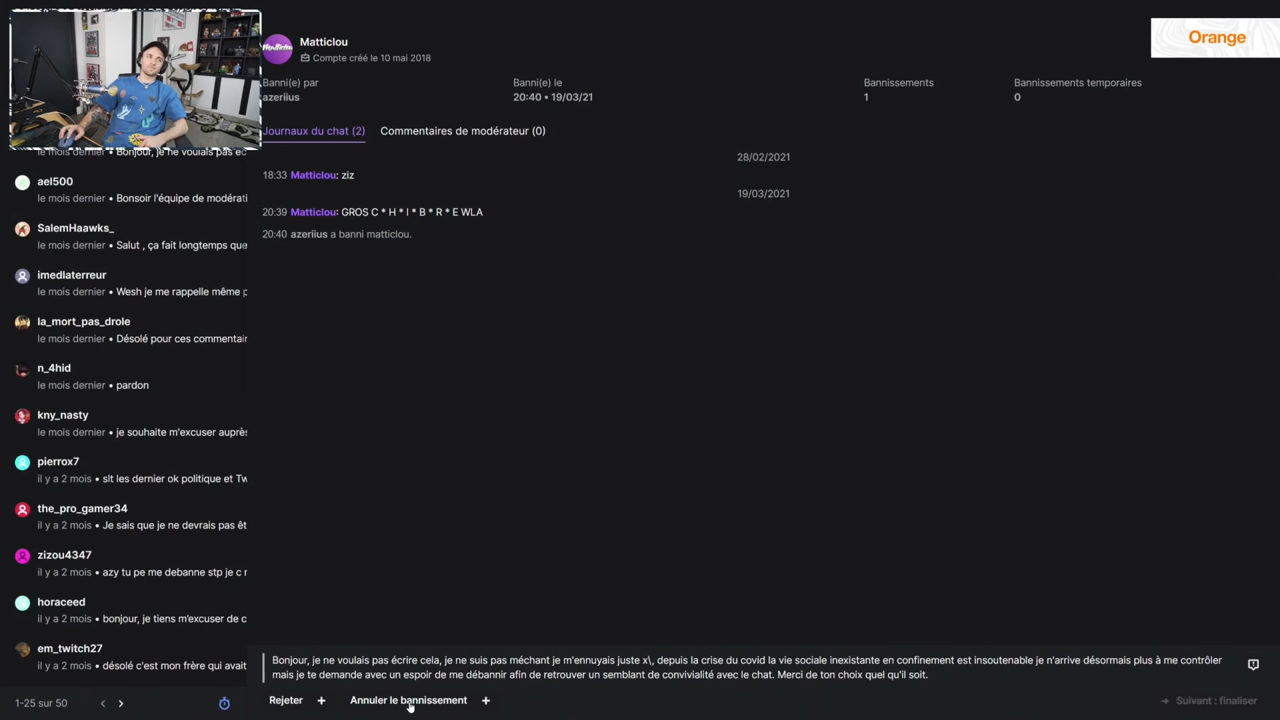 Matticlou
Compte créé le 10 mai 2018
Orange
Banni(e) par
azeriius
Banni(e) le
20:40 • 19/03/21
Bannissements
1
Bannissements temporaires
0
Journaux du chat (2)
Commentaires de modérateur (0)
28/02/2021
18:33 Matticlou: ziz
19/03/2021
20:39 Matticlou: GROS C * H * I * B * R * E WLA
20:40 azeriius a banni matticlou.
le mois dernier • Bonjour, je ne voulais pas éc
ael500
le mois dernier • Bonsoir l'équipe de modérati
SalemHaawks_
le mois dernier • Salut , ça fait longtemps que
imedlaterreur
le mois dernier • Wesh je me rappelle même p
la_mort_pas_drole
le mois dernier • Désolé pour ces commentair
n_4hid
le mois dernier • pardon
kny_nasty
le mois dernier • je souhaite m'excuser auprès
pierrox7
il y a 2 mois • slt les dernier ok politique et Tw
the_pro_gamer34
il y a 2 mois • Je sais que je ne devrais pas êt
zizou4347
il y a 2 mois • azy tu pe me debanne stp je c r
horaceed
il y a 2 mois • bonjour, je tiens m'excuser de c
em_twitch27
il y a 2 mois • désolé c'est mon frère qui avait
1-25 sur 50
Bonjour, je ne voulais pas écrire cela, je ne suis pas méchant je m'ennuyais juste x\, depuis la crise du covid la vie sociale inexistante en confinement est insoutenable je n'arrive désormais plus à me contrôler
mais je te demande avec un espoir de me débannir afin de retrouver un semblant de convivialité avec le chat. Merci de ton choix quel qu'il soit.
Rejeter +
Annuler le bannissement +
→ Suivant : finaliser